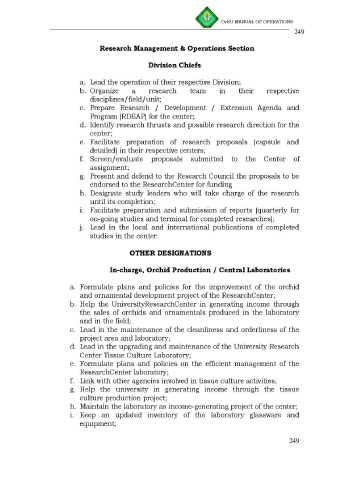 CvSU MANUAL OF OPERATIONS
249
Research Management & Operations Section
Division Chiefs
a. Lead the operation of their respective Division;
b. Organize a research team in their respective
disciplines/field/unit;
c. Prepare Research / Development / Extension Agenda and
Program (RDEAP) for the center;
d. Identify research thrusts and possible research direction for the
center;
e. Facilitate preparation of research proposals (capsule and
detailed) in their respective centers;
f. Screen/evaluate proposals submitted to the Center of
assignment;
g. Present and defend to the Research Council the proposals to be
endorsed to the ResearchCenter for funding
h. Designate study leaders who will take charge of the research
until its completion;
i. Facilitate preparation and submission of reports (quarterly for
on-going studies and terminal for completed researches);
j. Lead in the local and international publications of completed
studies in the center.
OTHER DESIGNATIONS
In-charge, Orchid Production / Central Laboratories
a. Formulate plans and policies for the improvement of the orchid
and ornamental development project of the ResearchCenter;
b. Help the UniversityResearchCenter in generating income through
the sales of orchids and ornamentals produced in the laboratory
and in the field;
c. Lead in the maintenance of the cleanliness and orderliness of the
project area and laboratory;
d. Lead in the upgrading and maintenance of the University Research
Center Tissue Culture Laboratory;
e. Formulate plans and policies on the efficient management of the
ResearchCenter laboratory;
f. Link with other agencies involved in tissue culture activities;
g. Help the university in generating income through the tissue
culture production project;
h. Maintain the laboratory as income-generating project of the center;
i. Keep an updated inventory of the laboratory glassware and
equipment;
249